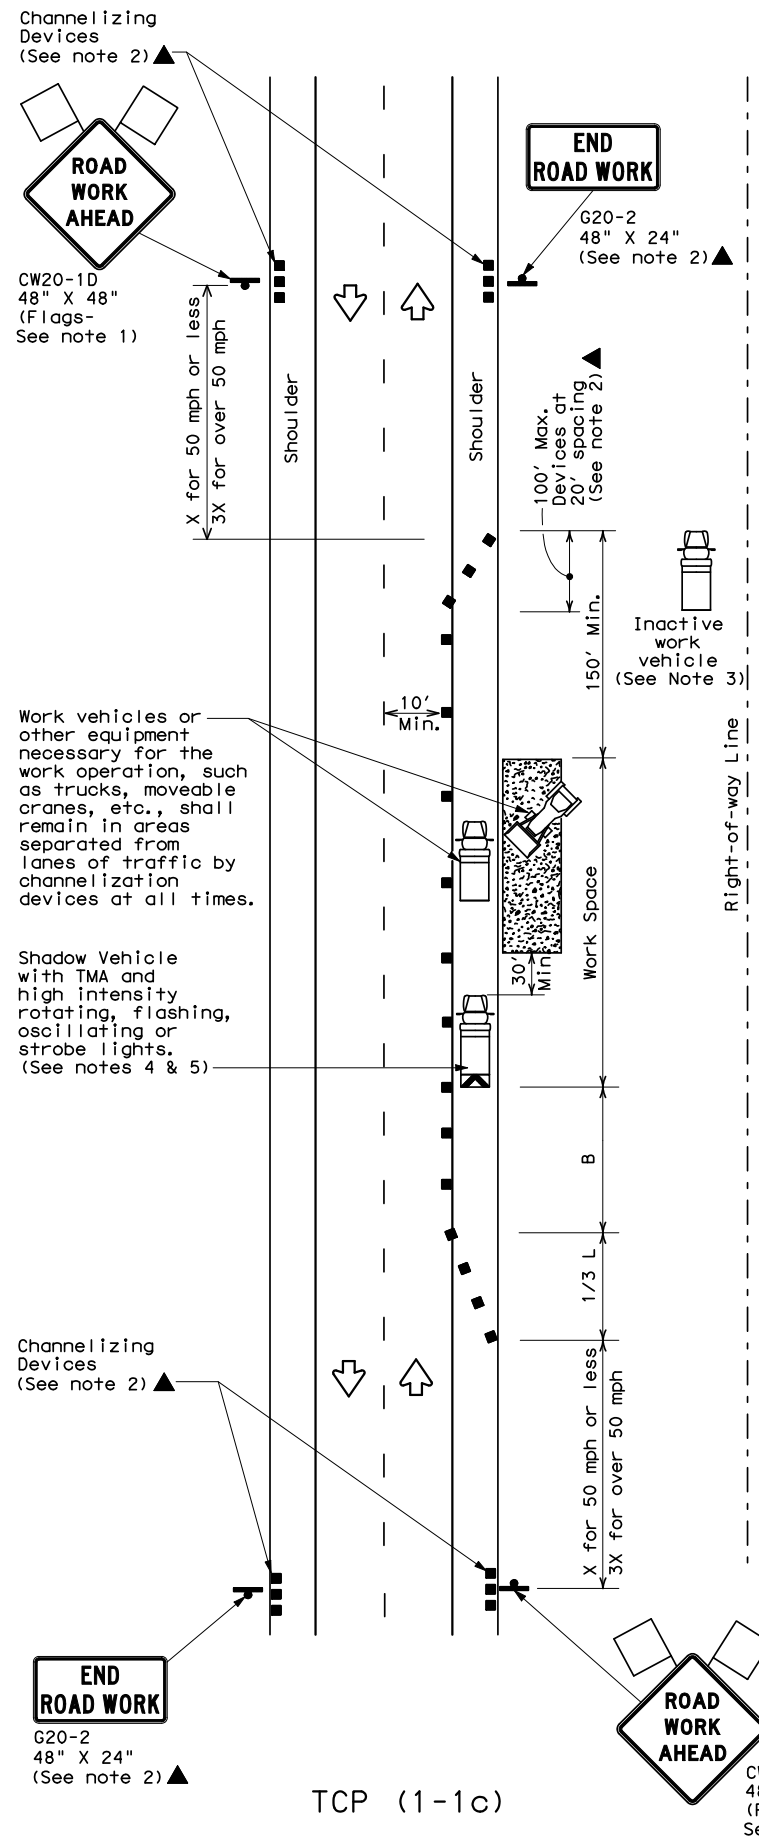 Channelizing
Devices
(See note 2)
ROAD
WORK
AHEAD
CW20-1D
48" X 48"
(Flags-
See note 1)
END
ROAD WORK
G20-2
48" X 24"
(See note 2)
X for 50 mph or less
3X for over 50 mph
Shoulder
Shoulder
100' Max.
Devices at
20' spacing
(See note 2)
150' Min.
Inactive
work
vehicle
(See Note 3)
10'
Min.
Work vehicles or
other equipment
necessary for the
work operation, such
as trucks, moveable
cranes, etc., shall
remain in areas
separated from
lanes of traffic by
channelization
devices at all times.
Right-of-way Line
Work Space
30'
Min.
Shadow Vehicle
with TMA and
high intensity
rotating, flashing,
oscillating or
strobe lights.
(See notes 4 & 5)
B
1/3 L
Channelizing
Devices
(See note 2)
X for 50 mph or less
3X for over 50 mph
END
ROAD WORK
G20-2
48" X 24"
(See note 2)
ROAD
WORK
AHEAD
CW
48
(F
Se
TCP (1-1c)